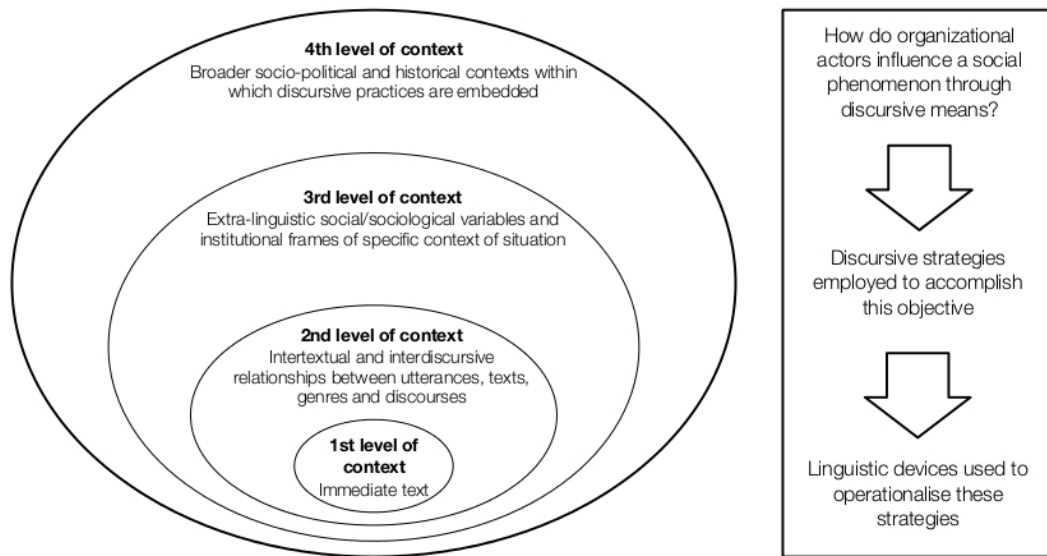 4th level of context
Broader socio-political and historical contexts within
which discursive practices are embedded
3rd level of context
Extra-linguistic social/sociological variables and
institutional frames of specific context of situation
2nd level of context
Intertextual and interdiscursive
relationships between utterances, texts,
genres and discourses
1st level of
context
Immediate text
How do organizational
actors influence a social
phenomenon through
discursive means?
Discursive strategies
employed to accomplish
this objective
Linguistic devices used to
operationalise these
strategies